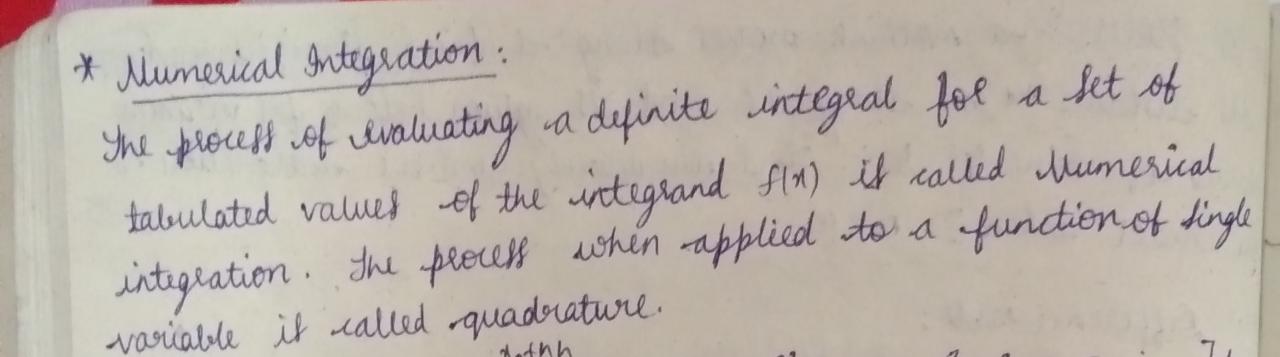 * Numerical Integration :
The process of evaluating a definite integral for a set of
tabulated values of the integrand f(x) is called Numerical
integration. The process when applied to a function of single
variable is called quadrature.